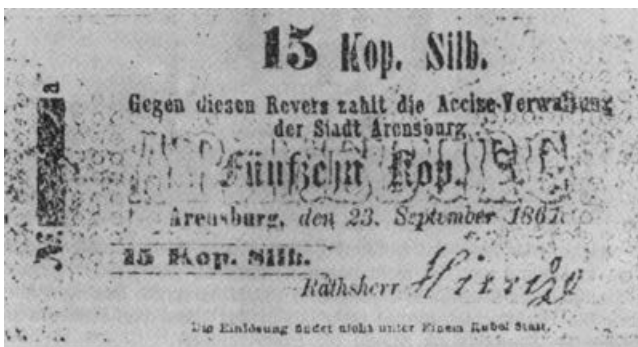 15 Kop. Silb.
Gegen diesen Revers zahlt die Accise-Verwaltung
der Stadt Arensburg
Fünfzehn Kop.
Arensburg, den 23. September 1867.
15 Kop. Silb.
Rathsherr
Die Einlösung findet nicht unter Einem Rubel Statt.